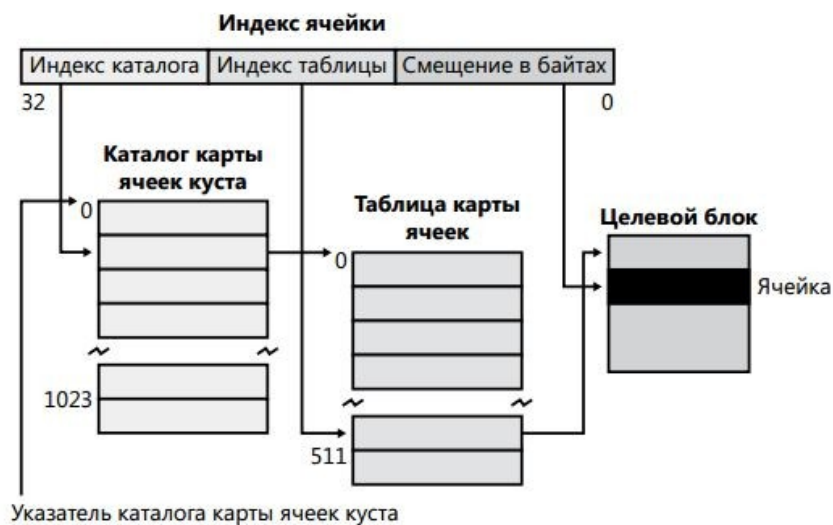 Индекс ячейки
Индекс каталога Индекс таблицы Смещение в байтах
32 0
Каталог карты
ячеек куста
0
1023
Таблица карты
ячеек
0
511
Целевой блок
Ячейка
Указатель каталога карты ячеек куста